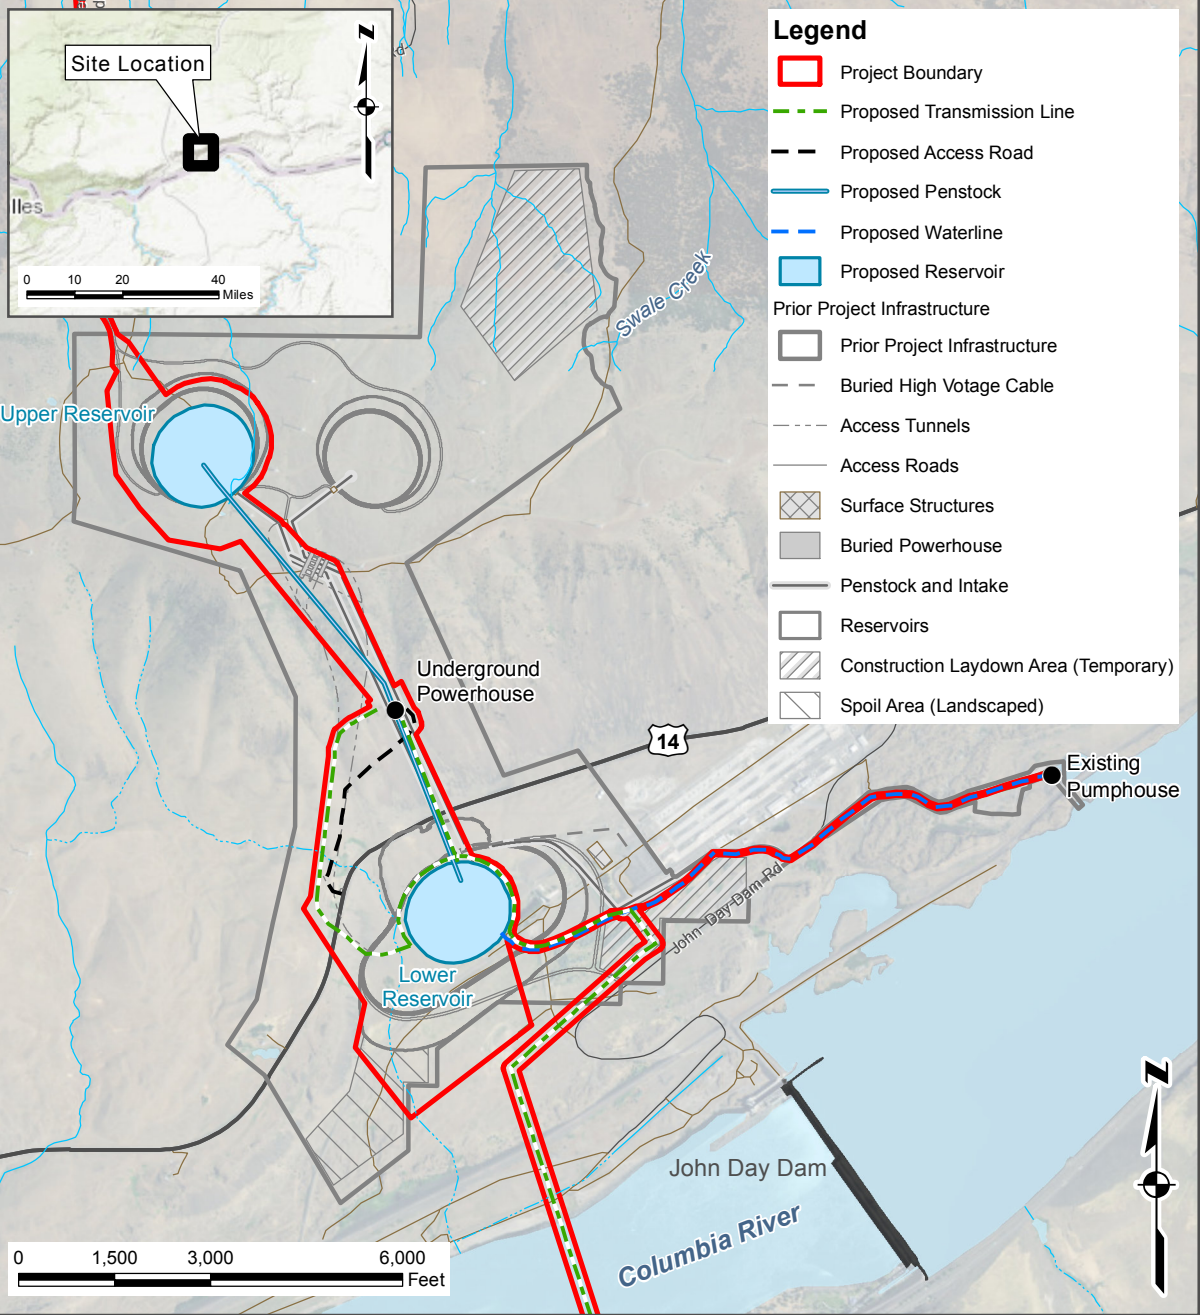 Site Location
N
lles
0 10 20 40
Miles
Rd
Legend
Project Boundary
Proposed Transmission Line
Proposed Access Road
Proposed Penstock
Proposed Waterline
Proposed Reservoir
Prior Project Infrastructure
Prior Project Infrastructure
Buried High Votage Cable
Access Tunnels
Access Roads
Surface Structures
Buried Powerhouse
Penstock and Intake
Reservoirs
Construction Laydown Area (Temporary)
Spoil Area (Landscaped)
Swale Creek
Upper Reservoir
Underground
Powerhouse
14
Existing
Pumphouse
John Day Dam Rd
Lower
Reservoir
John Day Dam
Columbia River
N
0 1,500 3,000 6,000
Feet